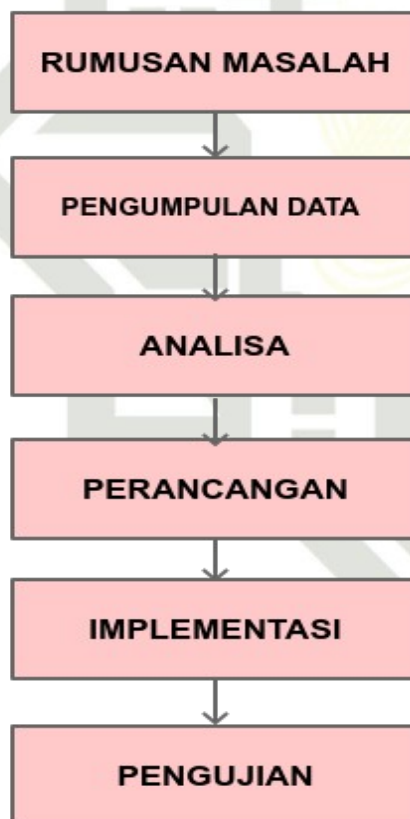 RUMUSAN MASALAH
PENGUMPULAN DATA
ANALISA
PERANCANGAN
IMPLEMENTASI
PENGUJIAN